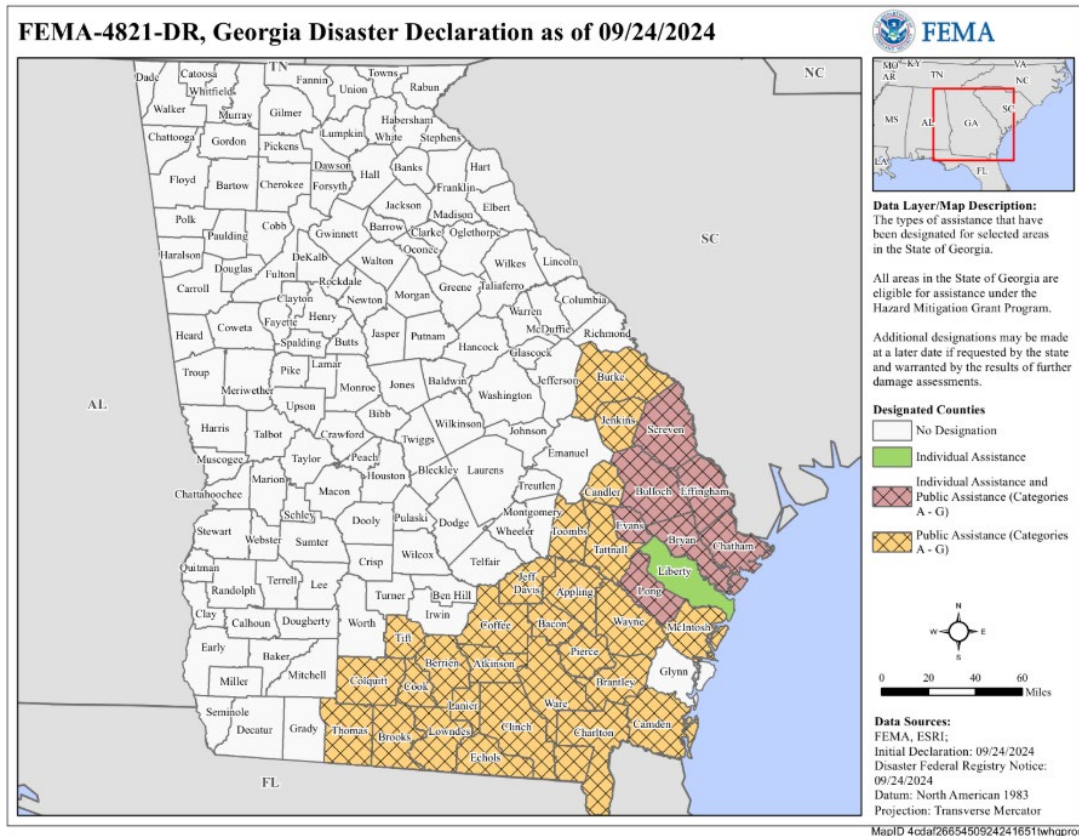 FEMA-4821-DR, Georgia Disaster Declaration as of 09/24/2024
FEMA
TN
NC
Dade
Catoosa
Whitfield
Fannin
Towns
Union
Rabun
Walker
Murray
Gilmer
Habersham
Lumpkin
White
Stephens
Chattooga
Gordon
Pickens
Dawson
Hall
Banks
Hart
Franklin
Floyd
Bartow
Cherokee
Forsyth
Jackson
Madison
Elbert
Polk
Paulding
Cobb
Gwinnett
Barrow
Clarke
Oglethorpe
Oconee
Haralson
Douglas
DeKalb
Walton
Wilkes
Lincoln
SC
Carroll
Fulton
Rockdale
Newton
Morgan
Greene
Taliaferro
Clayton
Columbia
Fayette
Henry
Warren
McDuffie
Heard
Coweta
Spalding
Butts
Jasper
Putnam
Hancock
Richmond
Glascock
Troup
Meriwether
Pike
Lamar
Monroe
Jones
Baldwin
Jefferson
Burke
Upson
Washington
AL
Harris
Talbot
Crawford
Bibb
Wilkinson
Johnson
Jenkins
Screven
Twiggs
Emanuel
Muscogee
Taylor
Peach
Houston
Bleckley
Laurens
Marion
Macon
Treutlen
Candler
Bulloch
Effingham
Chattahoochee
Schley
Dooly
Pulaski
Dodge
Montgomery
Wheeler
Toombs
Evans
Bryan
Chatham
Stewart
Webster
Sumter
Wilcox
Telfair
Tattnall
Crisp
Quitman
Randolph
Terrell
Lee
Turner
Ben Hill
Jeff
Davis
Appling
Liberty
Long
Clay
Calhoun
Dougherty
Worth
Irwin
Coffee
Bacon
Wayne
McIntosh
Tift
Early
Baker
Mitchell
Berrien
Atkinson
Pierce
Glynn
Miller
Colquitt
Cook
Brantley
Lanier
Ware
Seminole
Decatur
Grady
Thomas
Brooks
Lowndes
Clinch
Charlton
Camden
Echols
FL
MO
KY
VA
AR
TN
NC
SC
MS
AL
GA
LA
FL
Data Layer/Map Description:
The types of assistance that have
been designated for selected areas
in the State of Georgia.
All areas in the State of Georgia are
eligible for assistance under the
Hazard Mitigation Grant Program.
Additional designations may be made
at a later date if requested by the state
and warranted by the results of further
damage assessments.
Designated Counties
No Designation
Individual Assistance
Individual Assistance and
Public Assistance (Categories
A - G)
Public Assistance (Categories
A - G)
N
W
E
S
0 20 40 60
Miles
Data Sources:
FEMA, ESRI;
Initial Declaration: 09/24/2024
Disaster Federal Registry Notice:
09/24/2024
Datum: North American 1983
Projection: Transverse Mercator